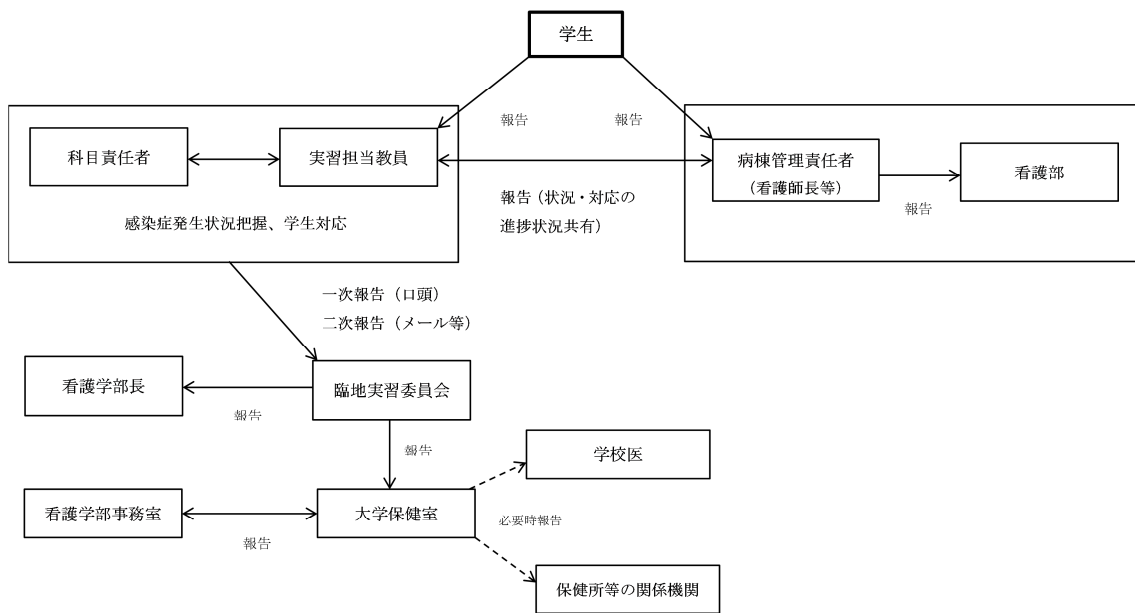 学生
報告
報告
科目責任者
実習担当教員
病棟管理責任者
（看護師長等）
看護部
報告
感染症発生状況把握、学生対応
報告（状況・対応の
進捗状況共有）
一次報告（口頭）
二次報告（メール等）
看護学部長
臨地実習委員会
報告
報告
学校医
看護学部事務室
大学保健室
必要時報告
報告
保健所等の関係機関